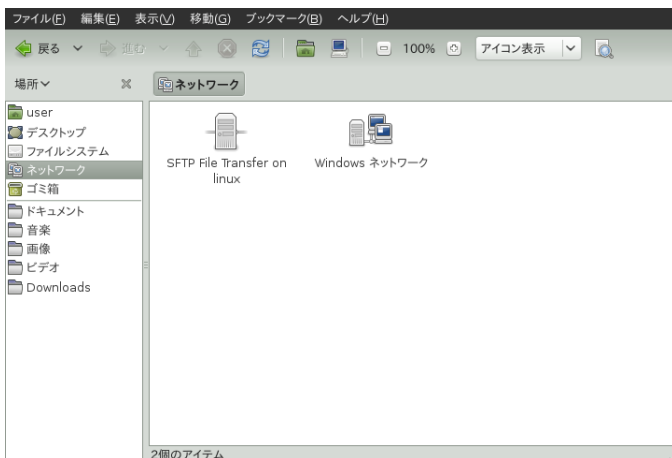 ファイル(F) 編集(E) 表示(V) 移動(G) ブックマーク(B) ヘルプ(H)
戻る 進む 100% アイコン表示
場所 ネットワーク
user
デスクトップ
ファイルシステム
ネットワーク
ゴミ箱
ドキュメント
音楽
画像
ビデオ
Downloads
SFTP File Transfer on
linux
Windows ネットワーク
2個のアイテム